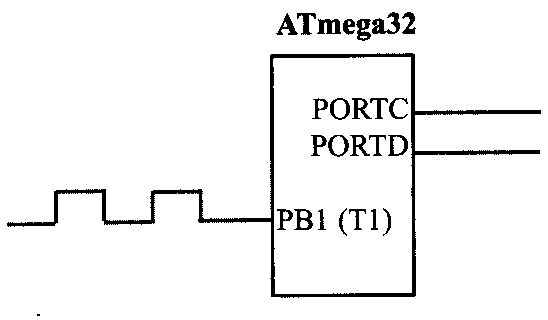 ATmega32
PORTC
PORTD
PB1 (T1)